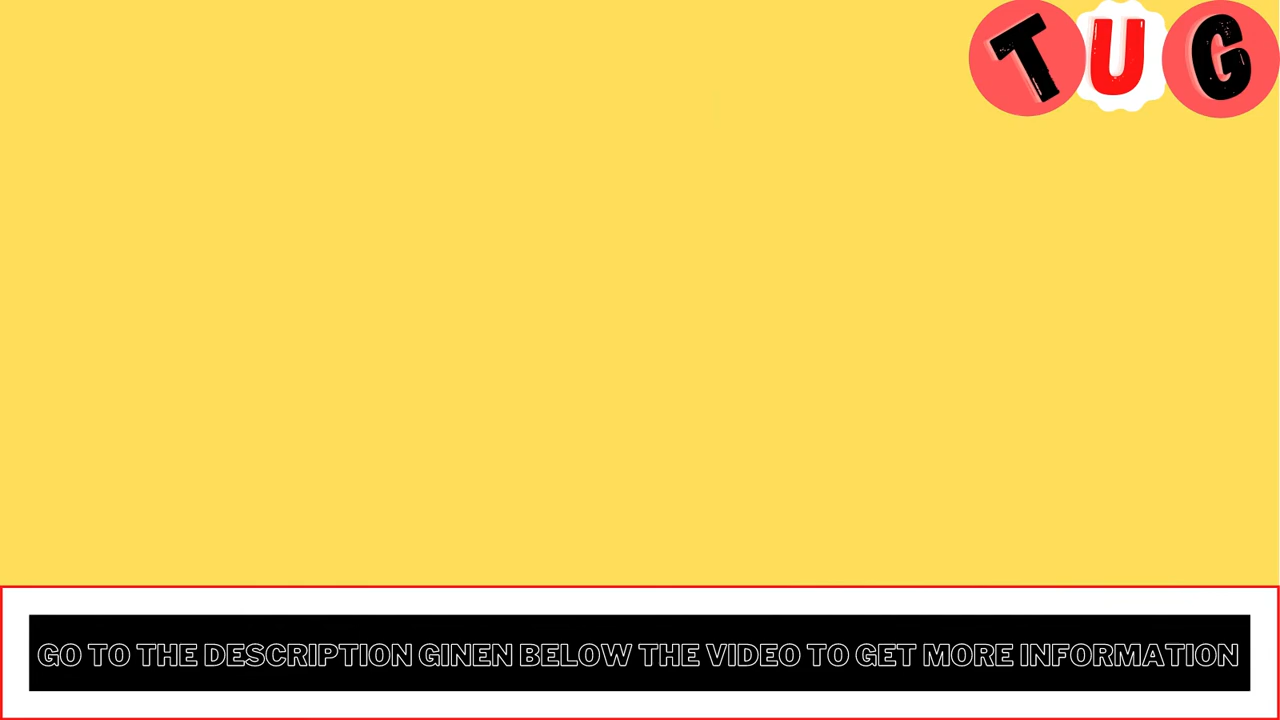 TUG
GO TO THE DESCRIPTION GINEN BELOW THE VIDEO TO GET MORE INFORMATION